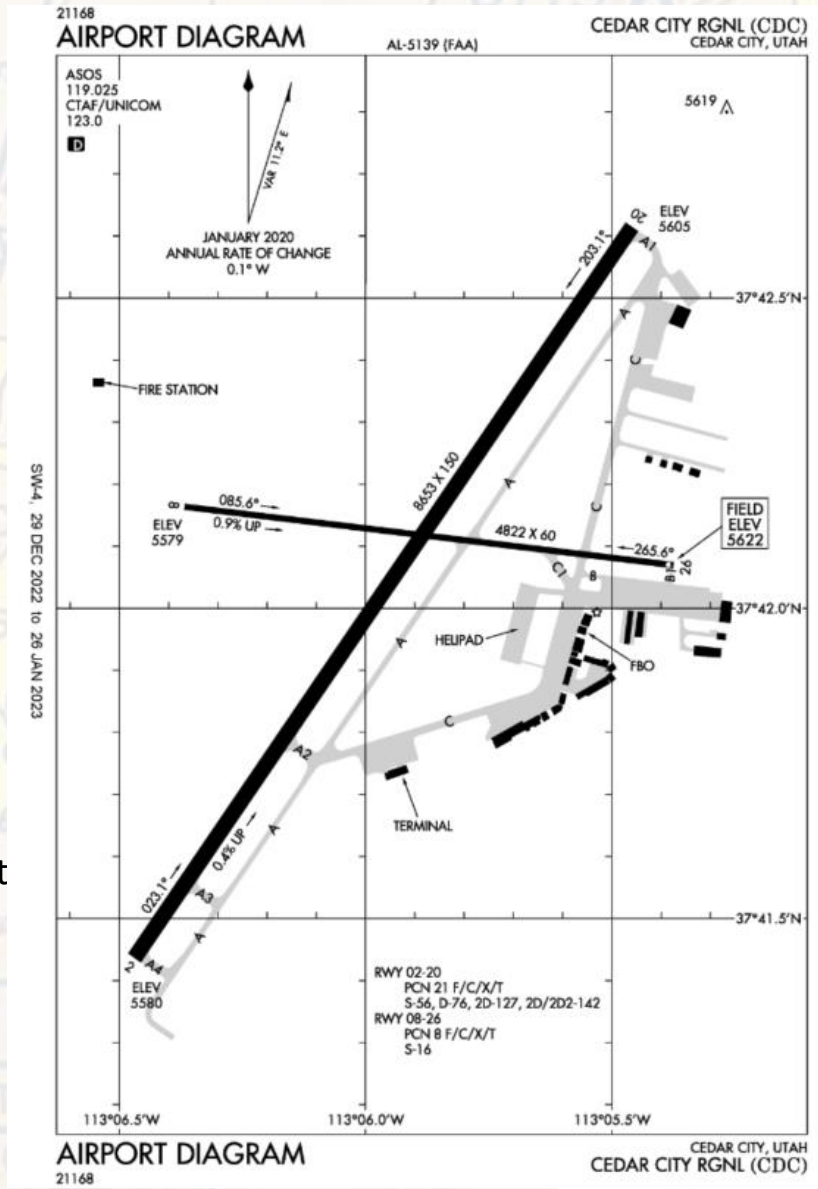 21168
AIRPORT DIAGRAM
AL-5139 (FAA)
CEDAR CITY RGNL (CDC)
CEDAR CITY, UTAH
ASOS
119.025
CTAF/UNICOM
123.0
D
VAR 11.2° E
JANUARY 2020
ANNUAL RATE OF CHANGE
0.1° W
5619
20
ELEV
5605
A1
203.1°
37°42.5'N
A
C
FIRE STATION
8653 X 150
A
C
8
085.6°
0.9% UP
ELEV
5579
4822 X 60
265.6°
FIELD
ELEV
5622
B1
26
C1
B
37°42.0'N
HELIPAD
A
FBO
C
A2
TERMINAL
A
0.4% UP
023.1°
A3
A
37°41.5'N
2
A4
ELEV
5580
RWY 02-20
PCN 21 F/C/X/T
S-56, D-76, 2D-127, 2D/2D2-142
RWY 08-26
PCN 8 F/C/X/T
S-16
113°06.5'W
113°06.0'W
113°05.5'W
SW-4, 29 DEC 2022 to 26 JAN 2023
t
AIRPORT DIAGRAM
21168
CEDAR CITY, UTAH
CEDAR CITY RGNL (CDC)